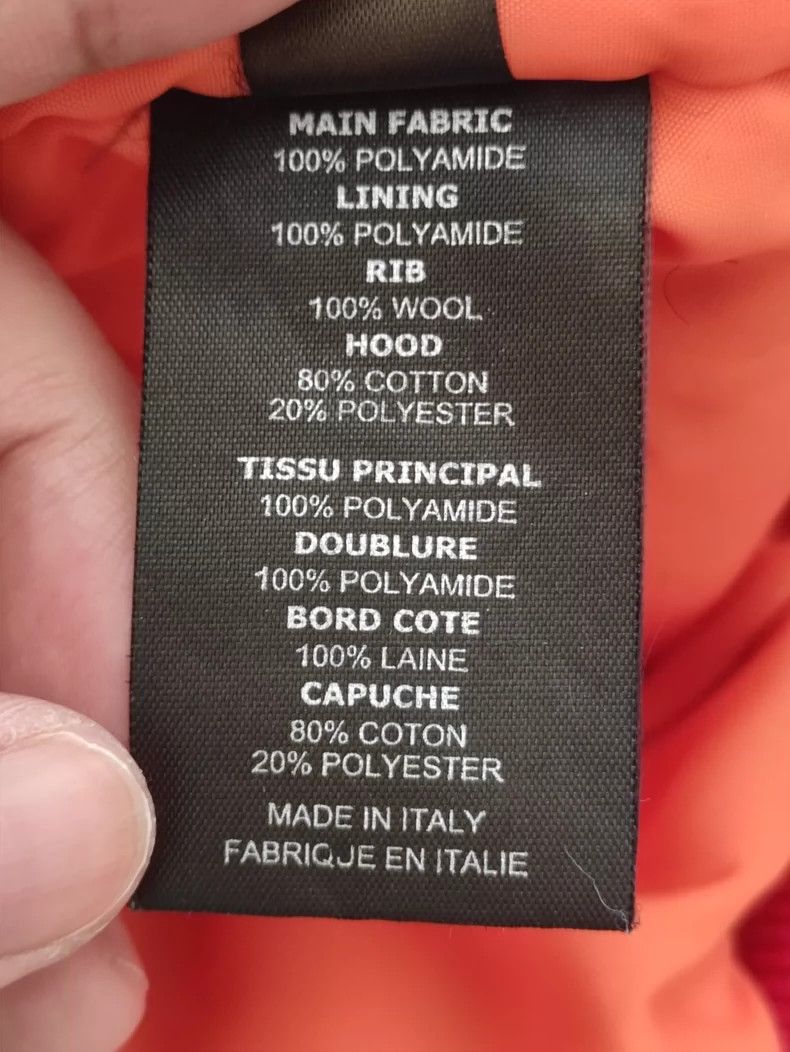 MAIN FABRIC
100% POLYAMIDE
LINING
100% POLYAMIDE
RIB
100% WOOL
HOOD
80% COTTON
20% POLYESTER
TISSU PRINCIPAL
100% POLYAMIDE
DOUBLURE
100% POLYAMIDE
BORD COTE
100% LAINE
CAPUCHE
80% COTON
20% POLYESTER
MADE IN ITALY
FABRIQUE EN ITALIE